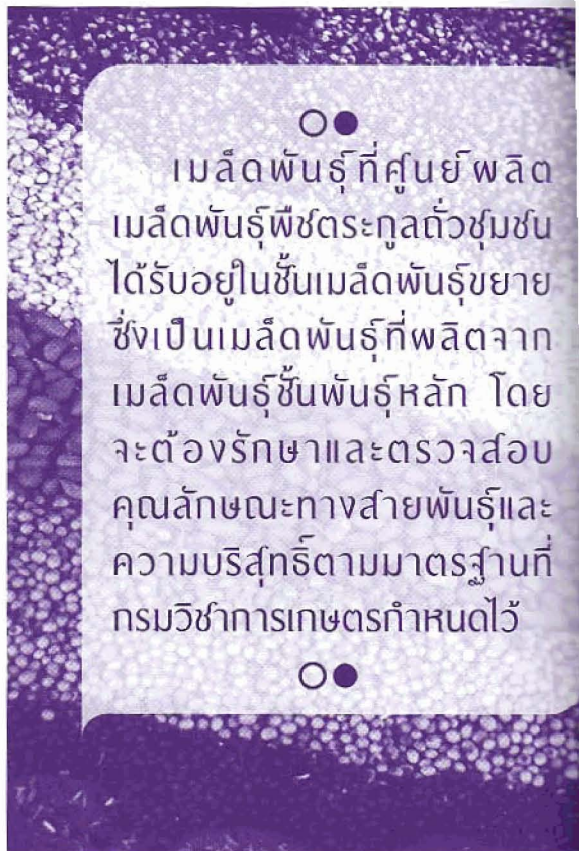 เมล็ดพันธุ์ที่ศูนย์ผลิต
เมล็ดพันธุ์พืชตระกูลถั่วชุมชน
ได้รับอยู่ในชั้นเมล็ดพันธุ์ขยาย
ซึ่งเป็นเมล็ดพันธุ์ที่ผลิตจาก
เมล็ดพันธุ์ชั้นพันธุ์หลัก โดย
จะต้องรักษาและตรวจสอบ
คุณลักษณะทางสายพันธุ์และ
ความบริสุทธิ์ตามมาตรฐานที่
กรมวิชาการเกษตรกำหนดไว้